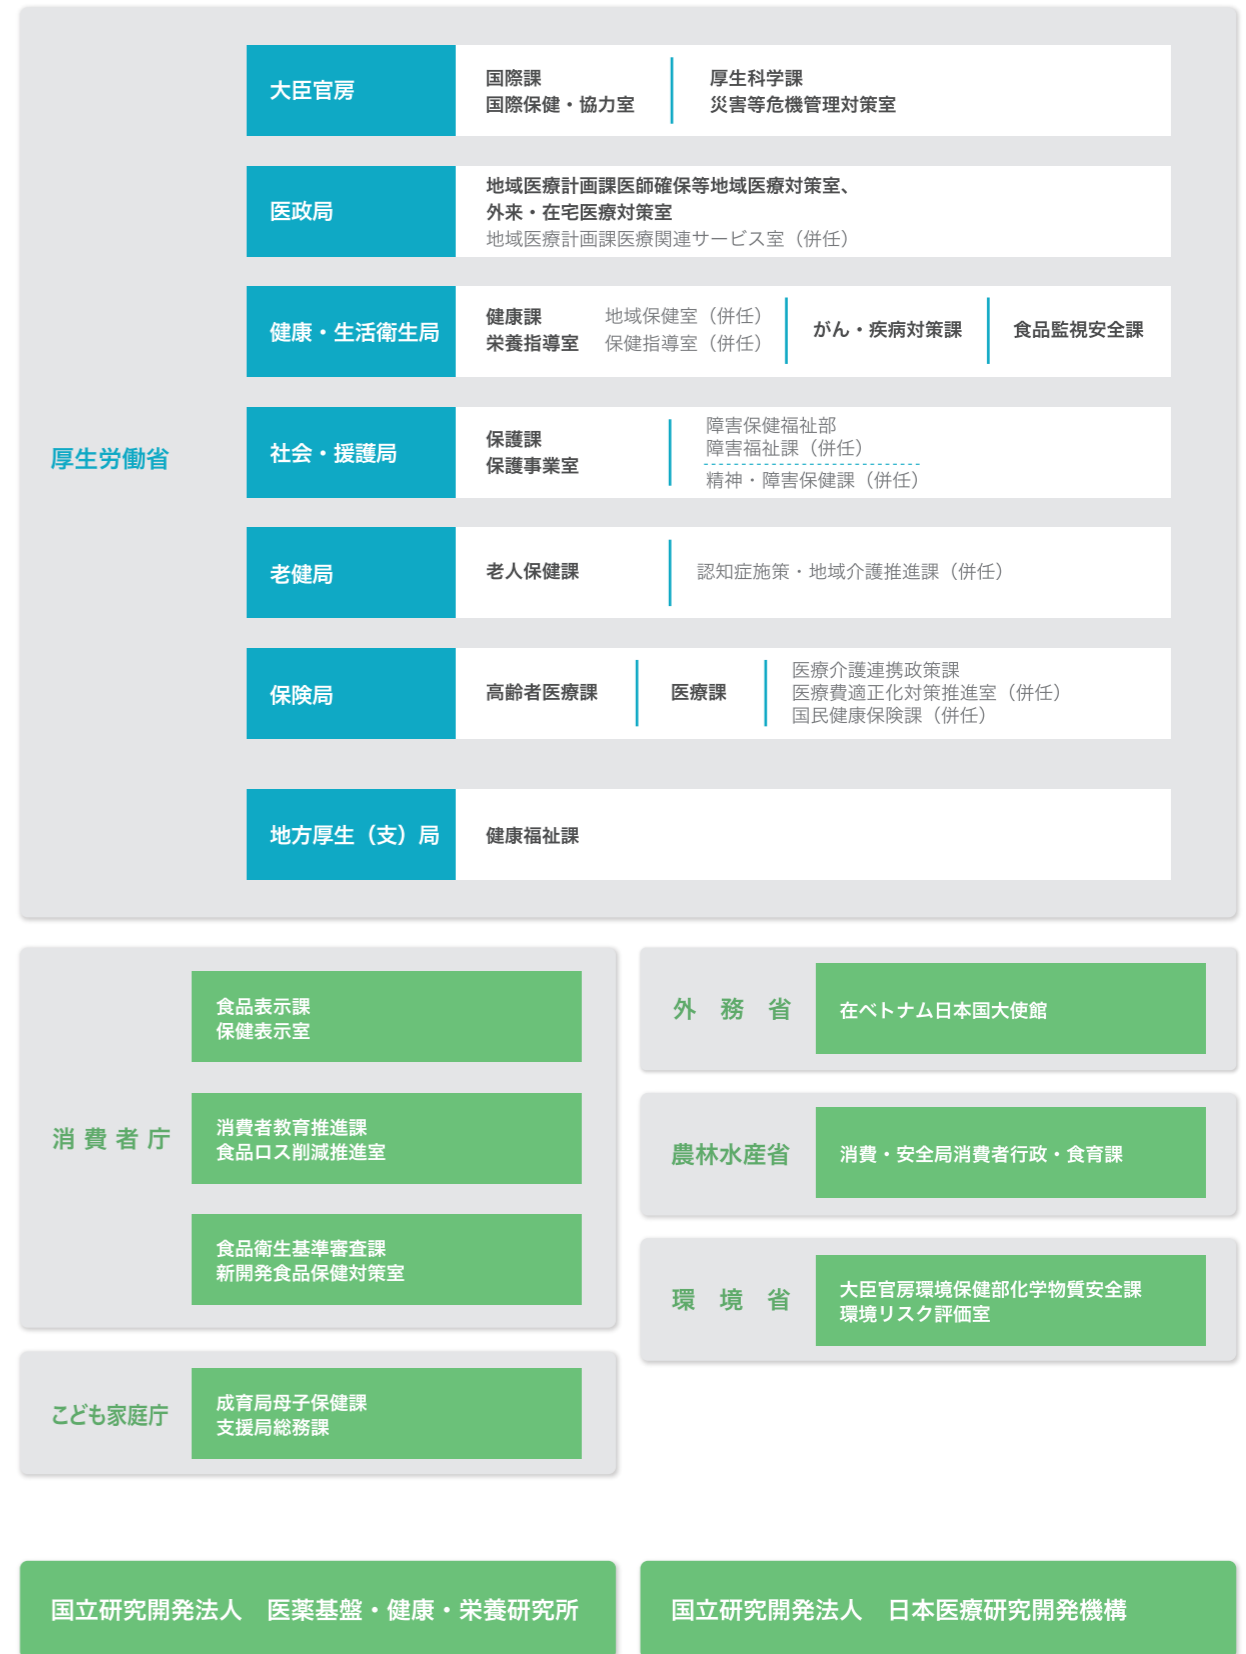 厚生労働省
大臣官房
国際課
国際保健・協力室
厚生科学課
災害等危機管理対策室
医政局
地域医療計画課医師確保等地域医療対策室、
外来・在宅医療対策室
地域医療計画課医療関連サービス室（併任）
健康・生活衛生局
健康課
栄養指導室
地域保健室（併任）
保健指導室（併任）
がん・疾病対策課
食品監視安全課
社会・援護局
保護課
保護事業室
障害保健福祉部
障害福祉課（併任）
精神・障害保健課（併任）
老健局
老人保健課
認知症施策・地域介護推進課（併任）
保険局
高齢者医療課
医療課
医療介護連携政策課
医療費適正化対策推進室（併任）
国民健康保険課（併任）
地方厚生（支）局
健康福祉課
消費者庁
食品表示課
保健表示室
消費者教育推進課
食品ロス削減推進室
食品衛生基準審査課
新開発食品保健対策室
こども家庭庁
成育局母子保健課
支援局総務課
外　務　省
在ベトナム日本国大使館
農林水産省
消費・安全局消費者行政・食育課
環　境　省
大臣官房環境保健部化学物質安全課
環境リスク評価室
国立研究開発法人　医薬基盤・健康・栄養研究所
国立研究開発法人　日本医療研究開発機構